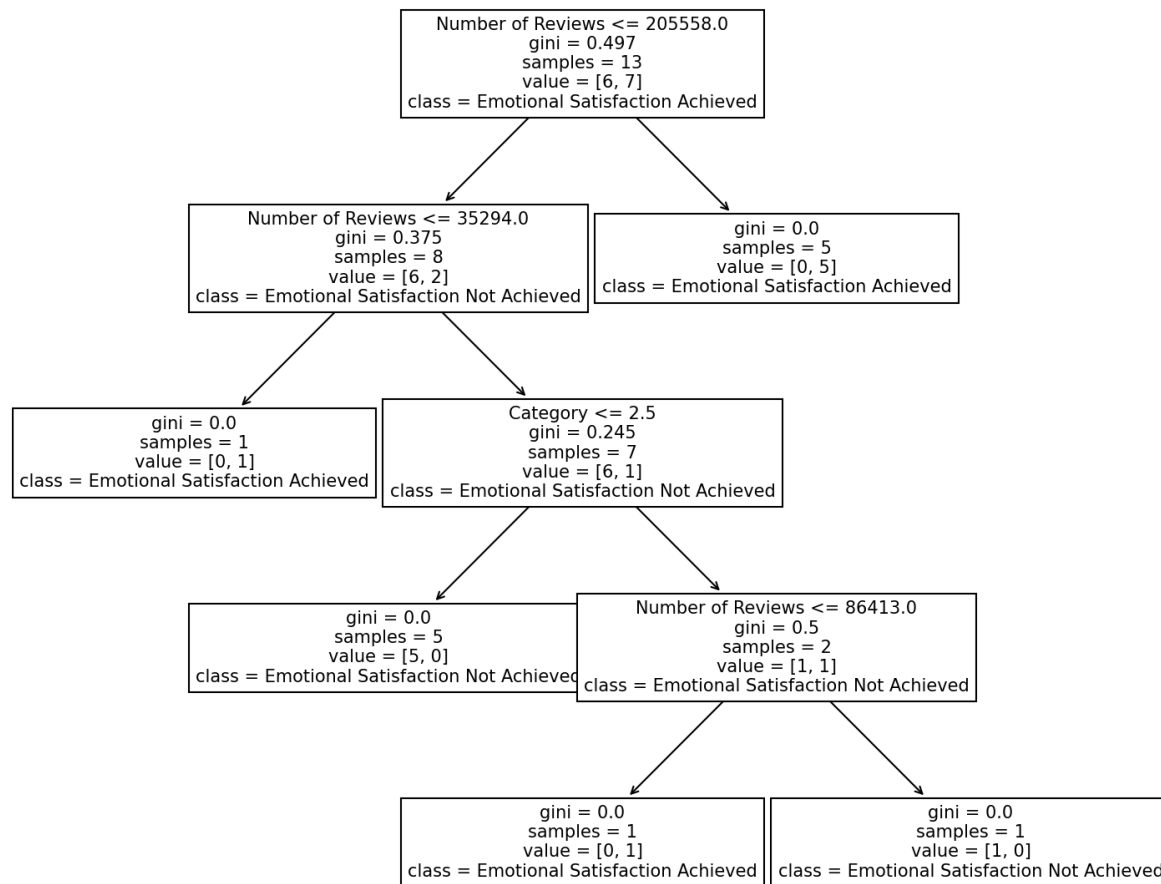 Number of Reviews <= 205558.0
gini = 0.497
samples = 13
value = [6, 7]
class = Emotional Satisfaction Achieved
Number of Reviews <= 35294.0
gini = 0.375
samples = 8
value = [6, 2]
class = Emotional Satisfaction Not Achieved
gini = 0.0
samples = 5
value = [0, 5]
class = Emotional Satisfaction Achieved
gini = 0.0
samples = 1
value = [0, 1]
class = Emotional Satisfaction Achieved
Category <= 2.5
gini = 0.245
samples = 7
value = [6, 1]
class = Emotional Satisfaction Not Achieved
gini = 0.0
samples = 5
value = [5, 0]
class = Emotional Satisfaction Not Achieved
Number of Reviews <= 86413.0
gini = 0.5
samples = 2
value = [1, 1]
class = Emotional Satisfaction Not Achieved
gini = 0.0
samples = 1
value = [0, 1]
class = Emotional Satisfaction Achieved
gini = 0.0
samples = 1
value = [1, 0]
class = Emotional Satisfaction Not Achieved